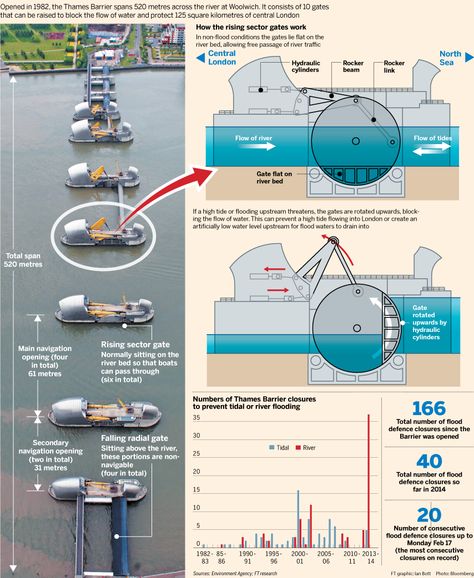 Opened in 1982, the Thames Barrier spans 520 metres across the river at Woolwich. It consists of 10 gates
that can be raised to block the flow of water and protect 125 square kilometres of central London
How the rising sector gates work
In non-flood conditions the gates lie flat on the
river bed, allowing free passage of river traffic
Central
London
North
Sea
Hydraulic
cylinders
Rocker
beam
Rocker
link
Flow of river
Flow of tides
Gate flat on
river bed
If a high tide or flooding upstream threatens, the gates are rotated upwards, block-
ing the flow of water. This can prevent a high tide flowing into London or create an
artificially low water level upstream for flood waters to drain into
Gate
rotated
upwards by
hydraulic
cylinders
Total span
520 metres
Main navigation
opening (four
in total)
61 metres
Rising sector gate
Normally sitting on the
river bed so that boats
can pass through
(six in total)
Secondary
navigation opening
(two in total)
31 metres
Falling radial gate
Sitting above the river,
these portions are non-
navigable
(four in total)
Numbers of Thames Barrier closures
to prevent tidal or river flooding
Tidal
River
35
30
25
20
15
10
5
0
1982-
83
85-
86
1990-
91
95-
96
2000-
01
05-
06
2013-
14
Sources: Environment Agency; FT research
166
Total number of flood
defence closures since the
Barrier was opened
40
Total number of flood
defence closures so
far in 2014
20
Number of consecutive
flood defence closures up to
Monday Feb 17
(the most consecutive
closures on record)
FT graphic: Ian Bott Photo: Bloomberg